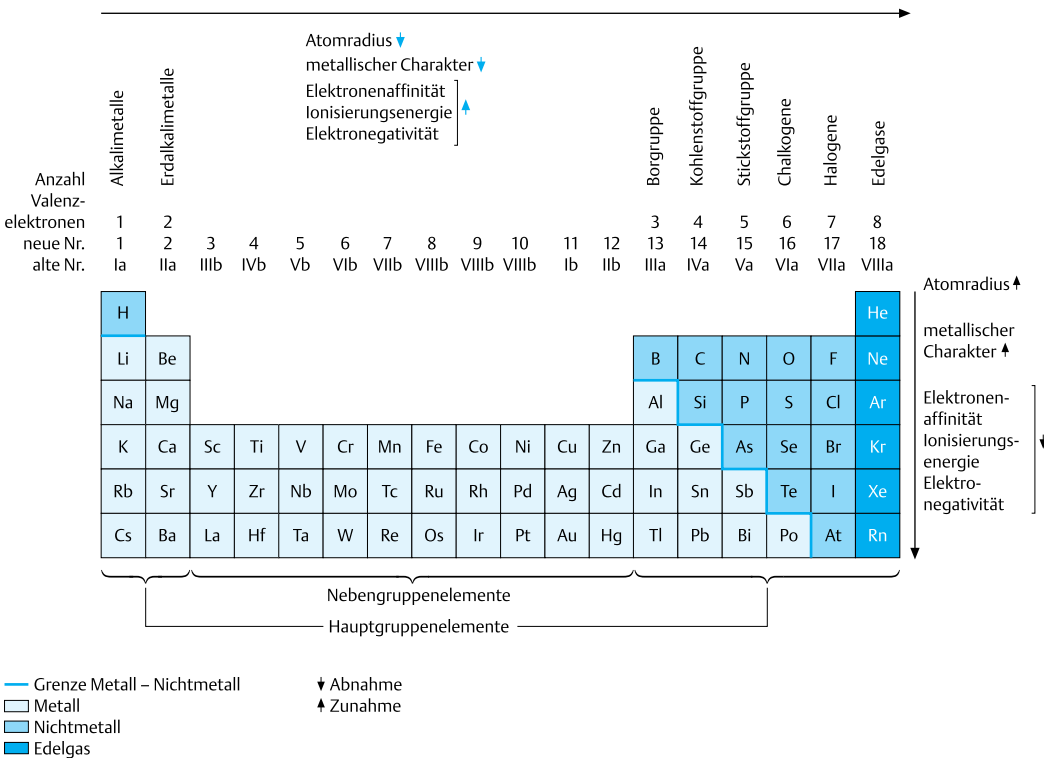 Atomradius
metallischer Charakter
Elektronenaffinität
Ionisierungsenergie
Elektronegativität
Alkalimetalle
Erdalkalimetalle
Borgruppe
Kohlenstoffgruppe
Stickstoffgruppe
Chalkogene
Halogene
Edelgase
Anzahl
Valenz-
elektronen 1 2 3 4 5 6 7 8
neue Nr. 1 2 3 4 5 6 7 8 9 10 11 12 13 14 15 16 17 18
alte Nr. Ia IIa IIIb IVb Vb VIb VIIb VIIIb VIIIb VIIIb Ib IIb IIIa IVa Va VIa VIIa VIIIa
H He
Li Be B C N O F Ne
Na Mg Al Si P S Cl Ar
K Ca Sc Ti V Cr Mn Fe Co Ni Cu Zn Ga Ge As Se Br Kr
Rb Sr Y Zr Nb Mo Tc Ru Rh Pd Ag Cd In Sn Sb Te I Xe
Cs Ba La Hf Ta W Re Os Ir Pt Au Hg Tl Pb Bi Po At Rn
Atomradius
metallischer
Charakter
Elektronen-
affinität
Ionisierungs-
energie
Elektro-
negativität
Nebengruppenelemente
Hauptgruppenelemente
Grenze Metall – Nichtmetall
Metall
Nichtmetall
Edelgas
Abnahme
Zunahme